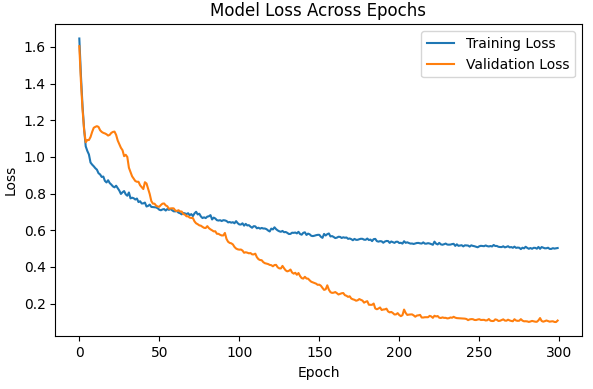 Model Loss Across Epochs
Training Loss
Validation Loss
Loss
1.6
1.4
1.2
1.0
0.8
0.6
0.4
0.2
0 50 100 150 200 250 300
Epoch